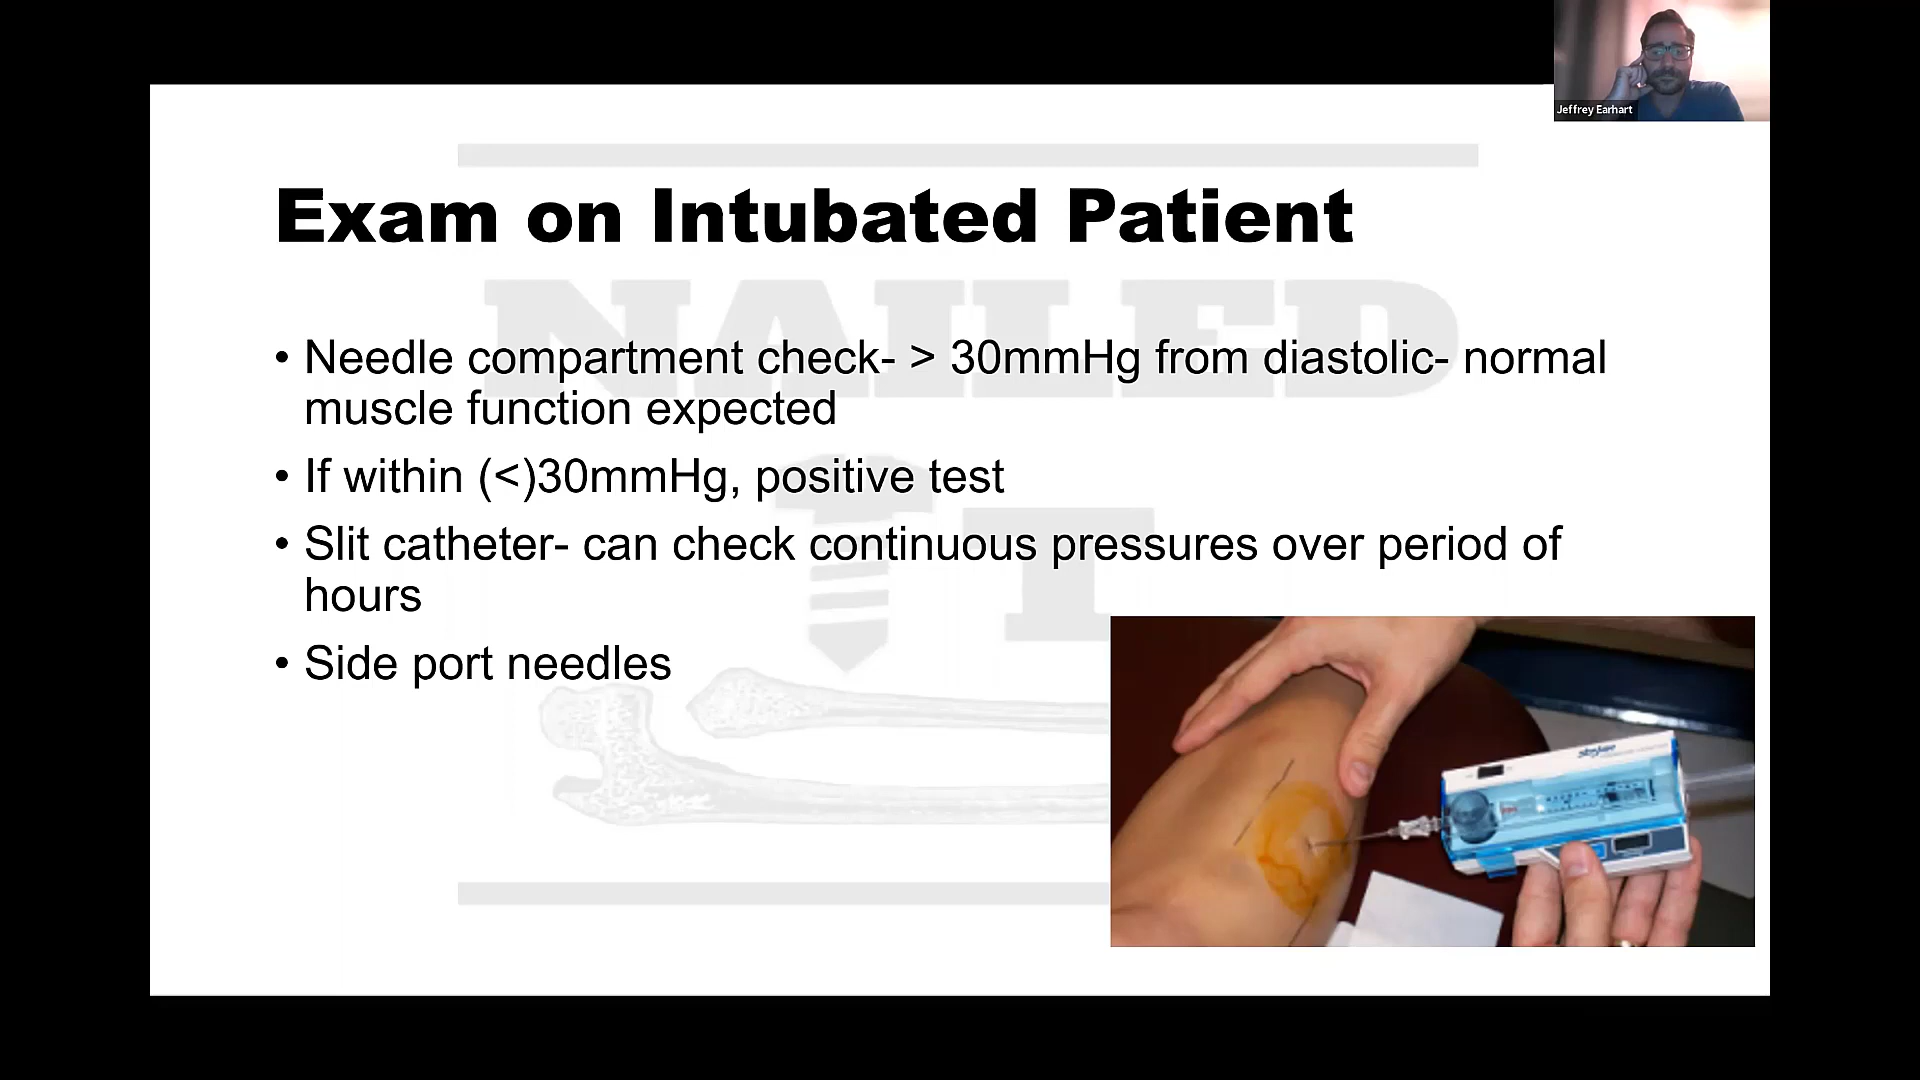 Jeffrey Earhart
Exam on Intubated Patient
NAILED
IT
• Needle compartment check- > 30mmHg from diastolic- normal
muscle function expected
• If within (<)30mmHg, positive test
• Slit catheter- can check continuous pressures over period of
hours
• Side port needles
stryker